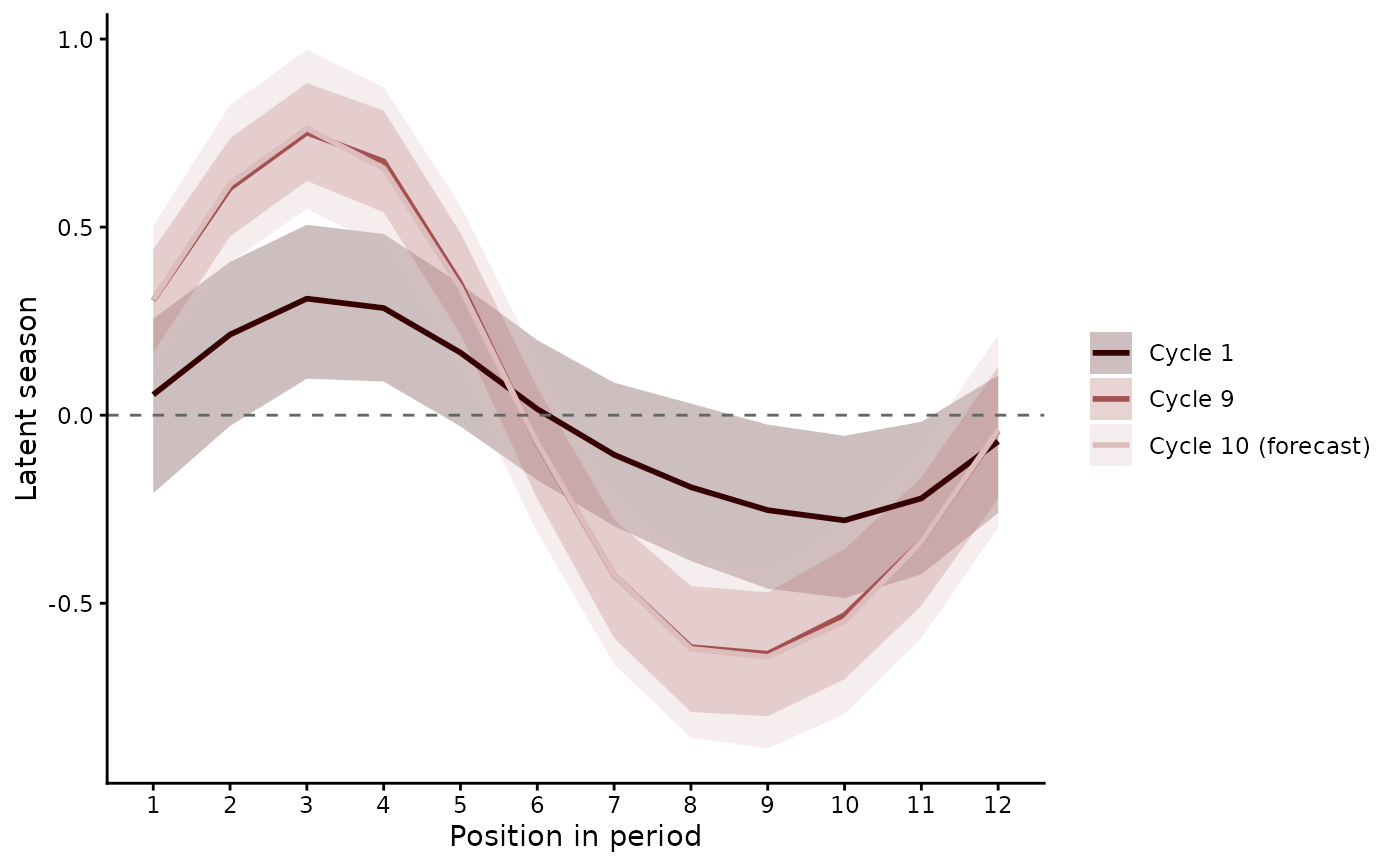 1.0
0.5
0.0
-0.5
Latent season
1 2 3 4 5 6 7 8 9 10 11 12
Position in period
Cycle 1
Cycle 9
Cycle 10 (forecast)